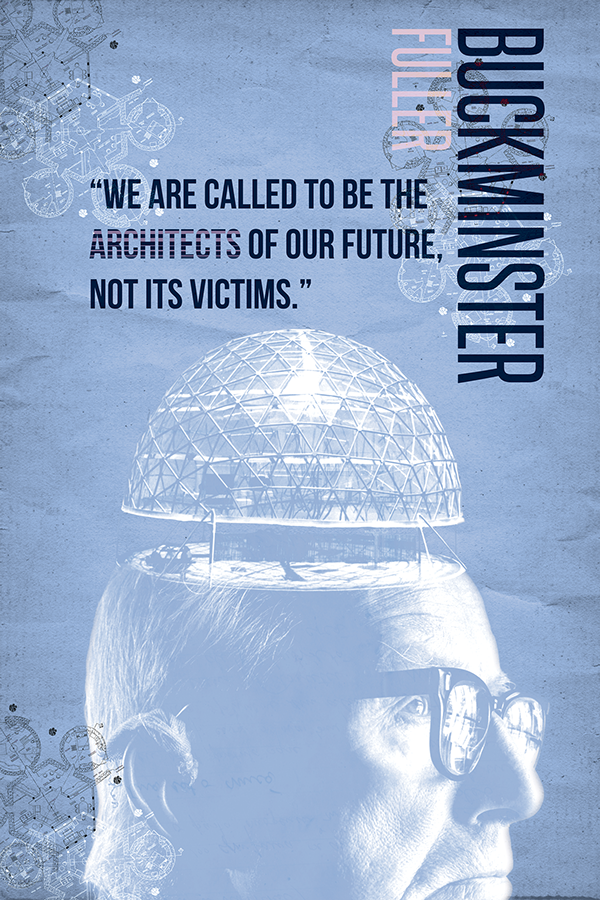 BUCKMINSTER
FULLER
“WE ARE CALLED TO BE THE
ARCHITECTS OF OUR FUTURE,
NOT ITS VICTIMS.”